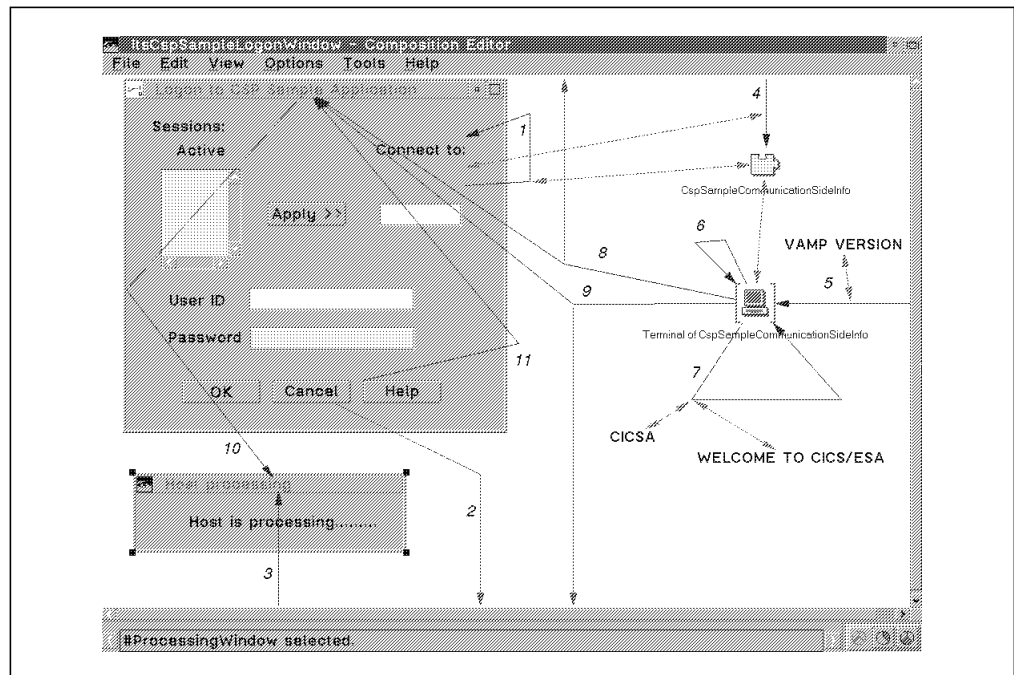 ItsCspSampleLogonWindow - Composition Editor
File Edit View Options Tools Help
Logon to CSP Sample Application
4
Sessions:
1
Active
Connect to:
CspSampleCommunicationSideInfo
Apply >>
6
VAMP VERSION
8
5
9
User ID
Password
Terminal of CspSampleCommunicationSideInfo
11
7
OK Cancel Help
CICSA
10
WELCOME TO CICS/ESA
Host processing
2
Host is processing.........
3
#ProcessingWindow selected.